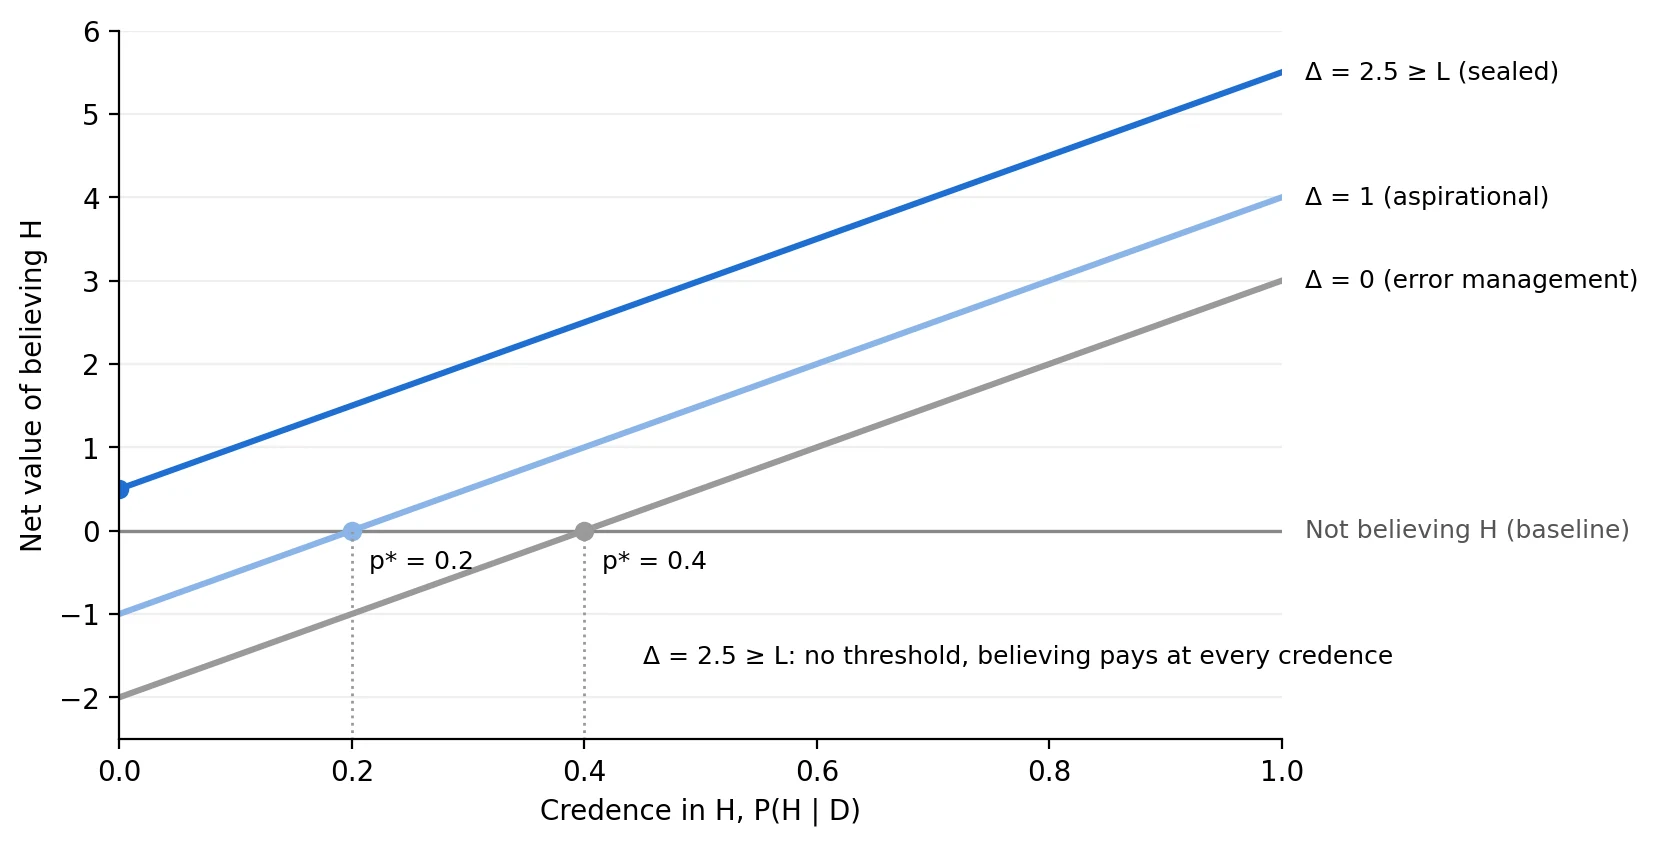 6
Δ = 2.5 ≥ L (sealed)
5
4
Δ = 1 (aspirational)
3
Δ = 0 (error management)
2
1
0
Not believing H (baseline)
p* = 0.2
p* = 0.4
−1
Δ = 2.5 ≥ L: no threshold, believing pays at every credence
−2
Net value of believing H
0.0 0.2 0.4 0.6 0.8 1.0
Credence in H, P(H | D)